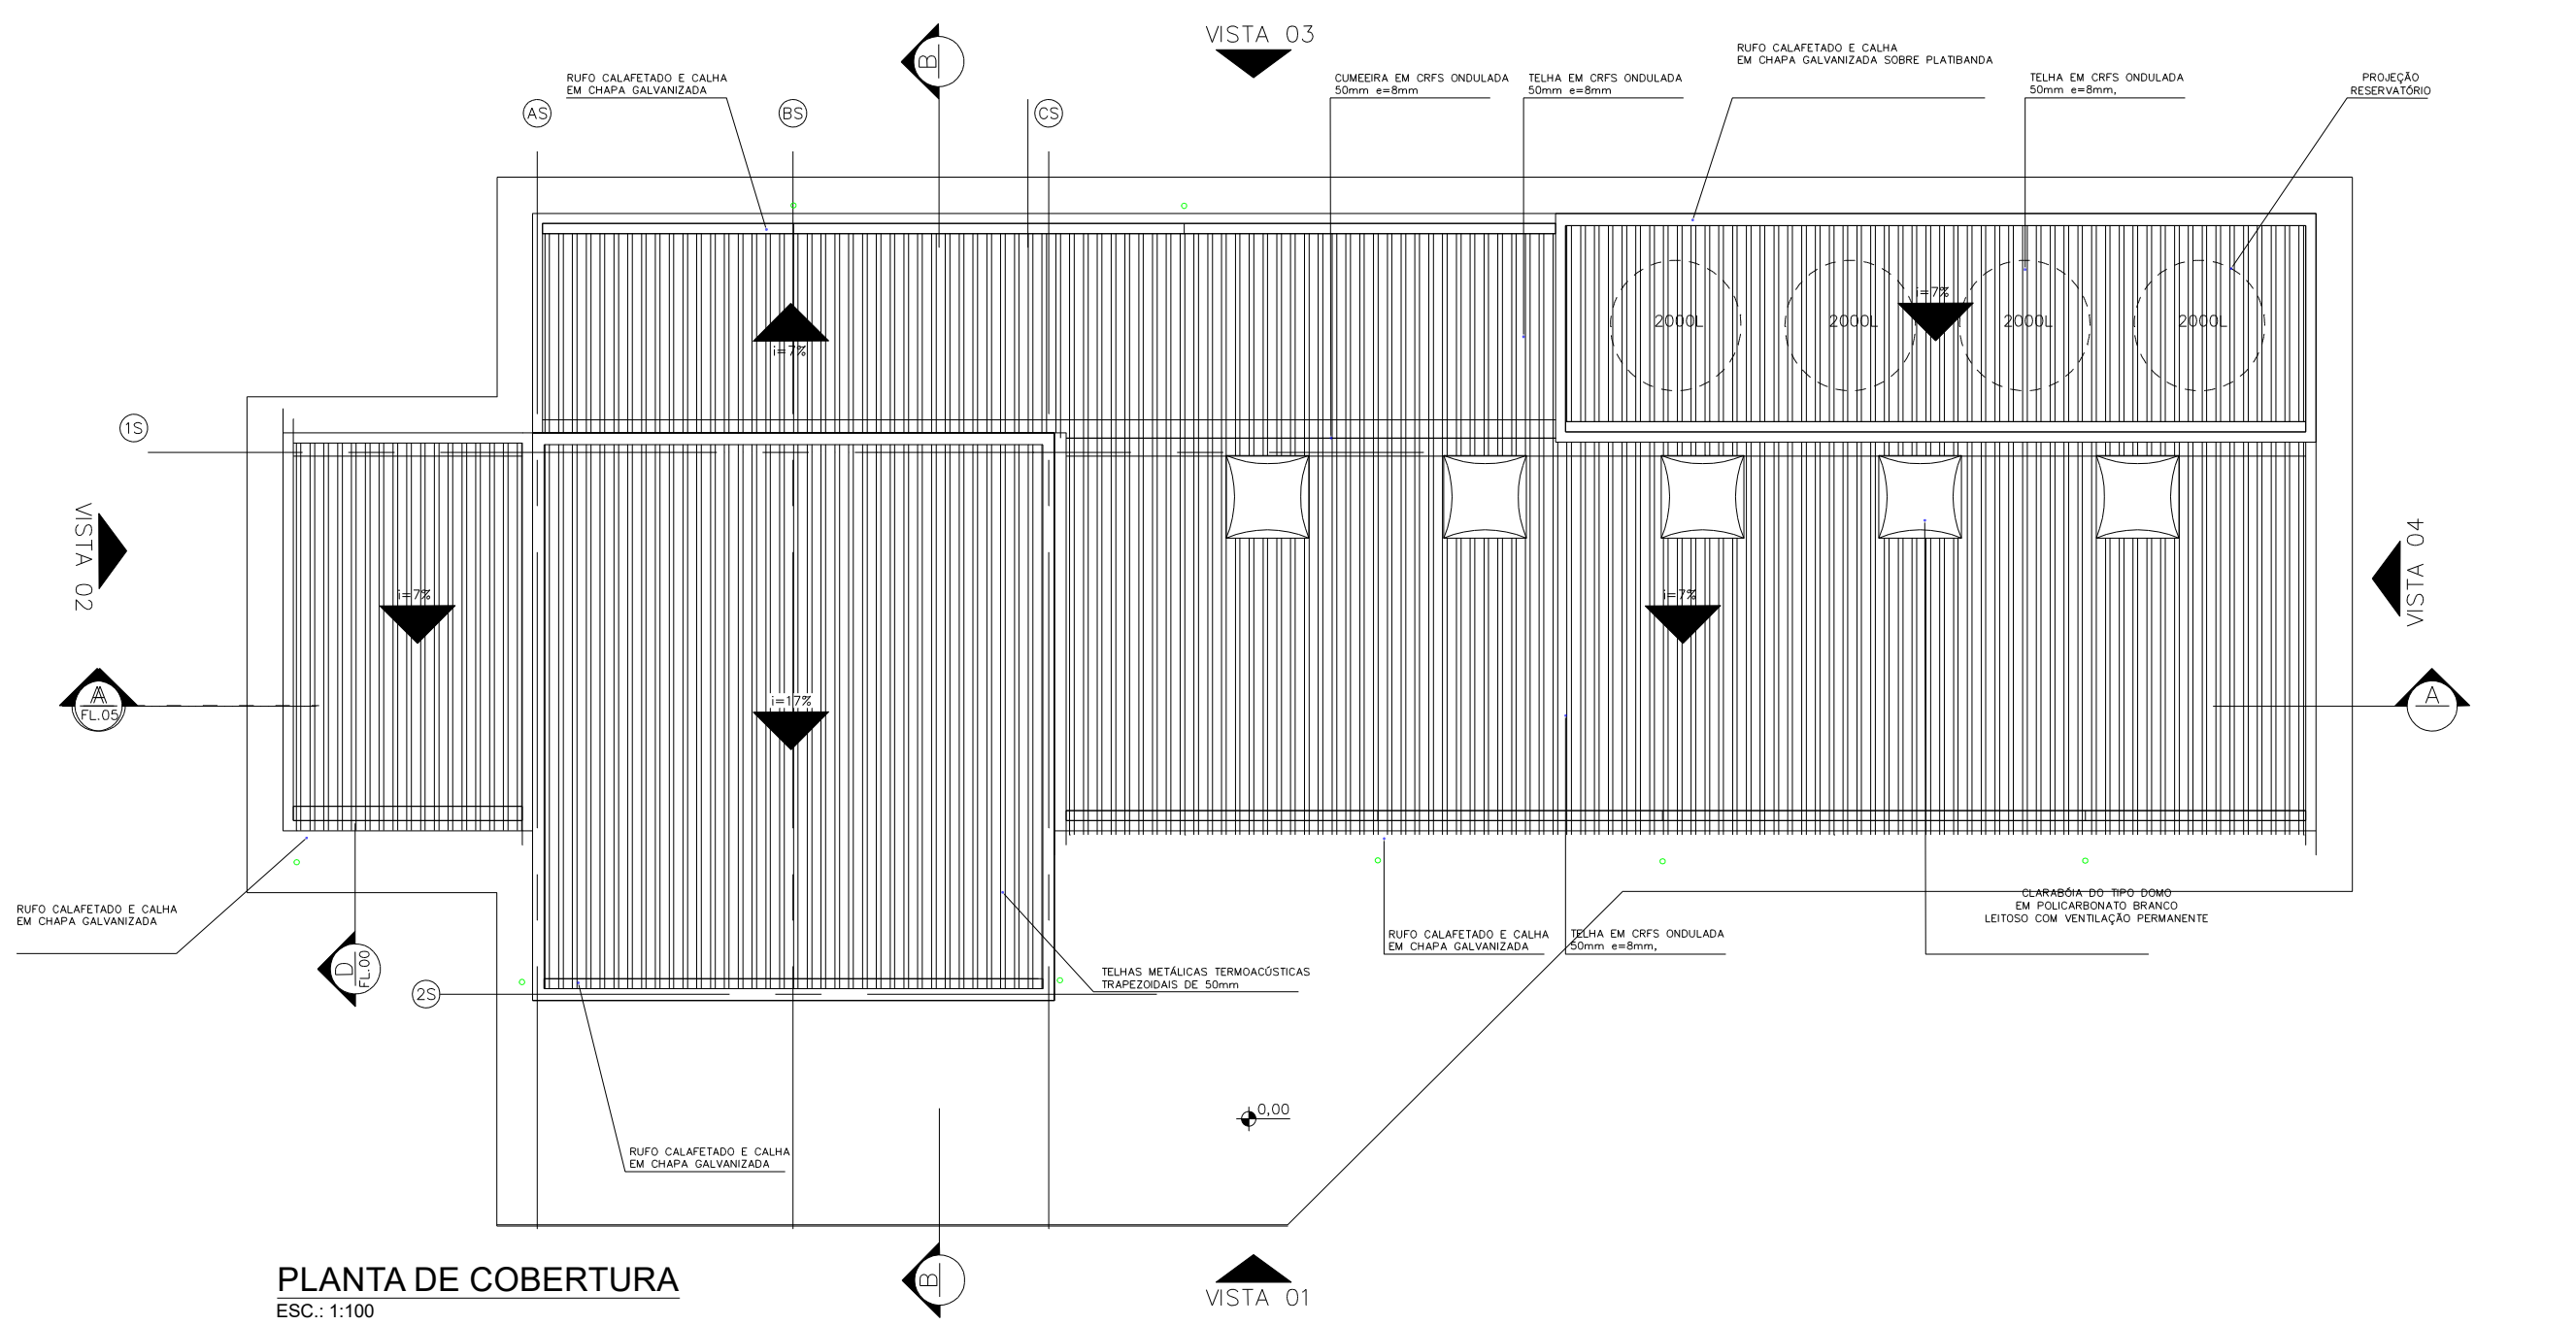 VISTA 03
B
RUFO CALAFETADO E CALHA
EM CHAPA GALVANIZADA
CUMEEIRA EM CRFS ONDULADA
50mm e=8mm
TELHA EM CRFS ONDULADA
50mm e=8mm
RUFO CALAFETADO E CALHA
EM CHAPA GALVANIZADA SOBRE PLATIBANDA
TELHA EM CRFS ONDULADA
50mm e=8mm,
PROJEÇÃO
RESERVATÓRIO
AS
BS
CS
i=7%
i=7%
2000L
2000L
2000L
2000L
1S
VISTA 02
VISTA 04
i=7%
i=7%
i=17%
A
FL.05
A
RUFO CALAFETADO E CALHA
EM CHAPA GALVANIZADA
D
FL.00
2S
TELHAS METÁLICAS TERMOACÚSTICAS
TRAPEZOIDAIS DE 50mm
RUFO CALAFETADO E CALHA
EM CHAPA GALVANIZADA
TELHA EM CRFS ONDULADA
50mm e=8mm,
CLARABÓIA DO TIPO DOMO
EM POLICARBONATO BRANCO
LEITOSO COM VENTILAÇÃO PERMANENTE
0,00
RUFO CALAFETADO E CALHA
EM CHAPA GALVANIZADA
B
VISTA 01
PLANTA DE COBERTURA
ESC.: 1:100